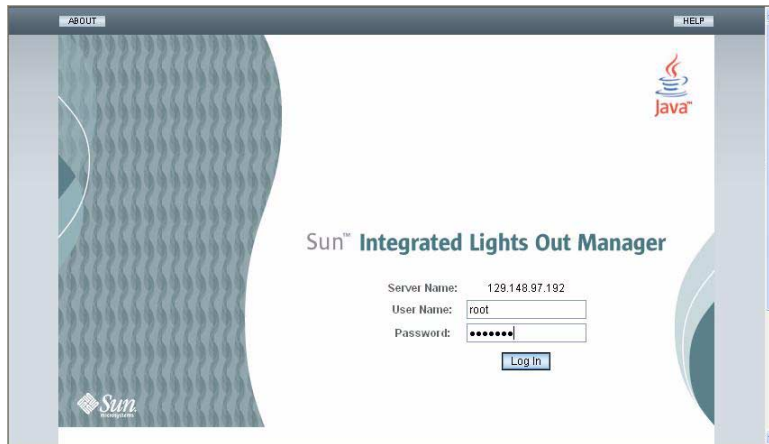 ABOUT
HELP
Java™
Sun™ Integrated Lights Out Manager
Server Name: 129.148.97.192
User Name: root
Password: •••••••
Log In
Sun
microsystems